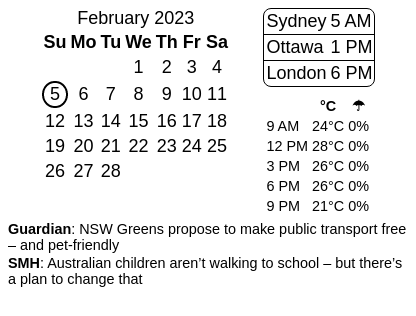 February 2023
Su Mo Tu We Th Fr Sa
1 2 3 4
5 6 7 8 9 10 11
12 13 14 15 16 17 18
19 20 21 22 23 24 25
26 27 28
Sydney 5 AM
Ottawa 1 PM
London 6 PM
°C ☂
9 AM 24°C 0%
12 PM 28°C 0%
3 PM 26°C 0%
6 PM 26°C 0%
9 PM 21°C 0%
Guardian: NSW Greens propose to make public transport free
– and pet-friendly
SMH: Australian children aren’t walking to school – but there’s
a plan to change that